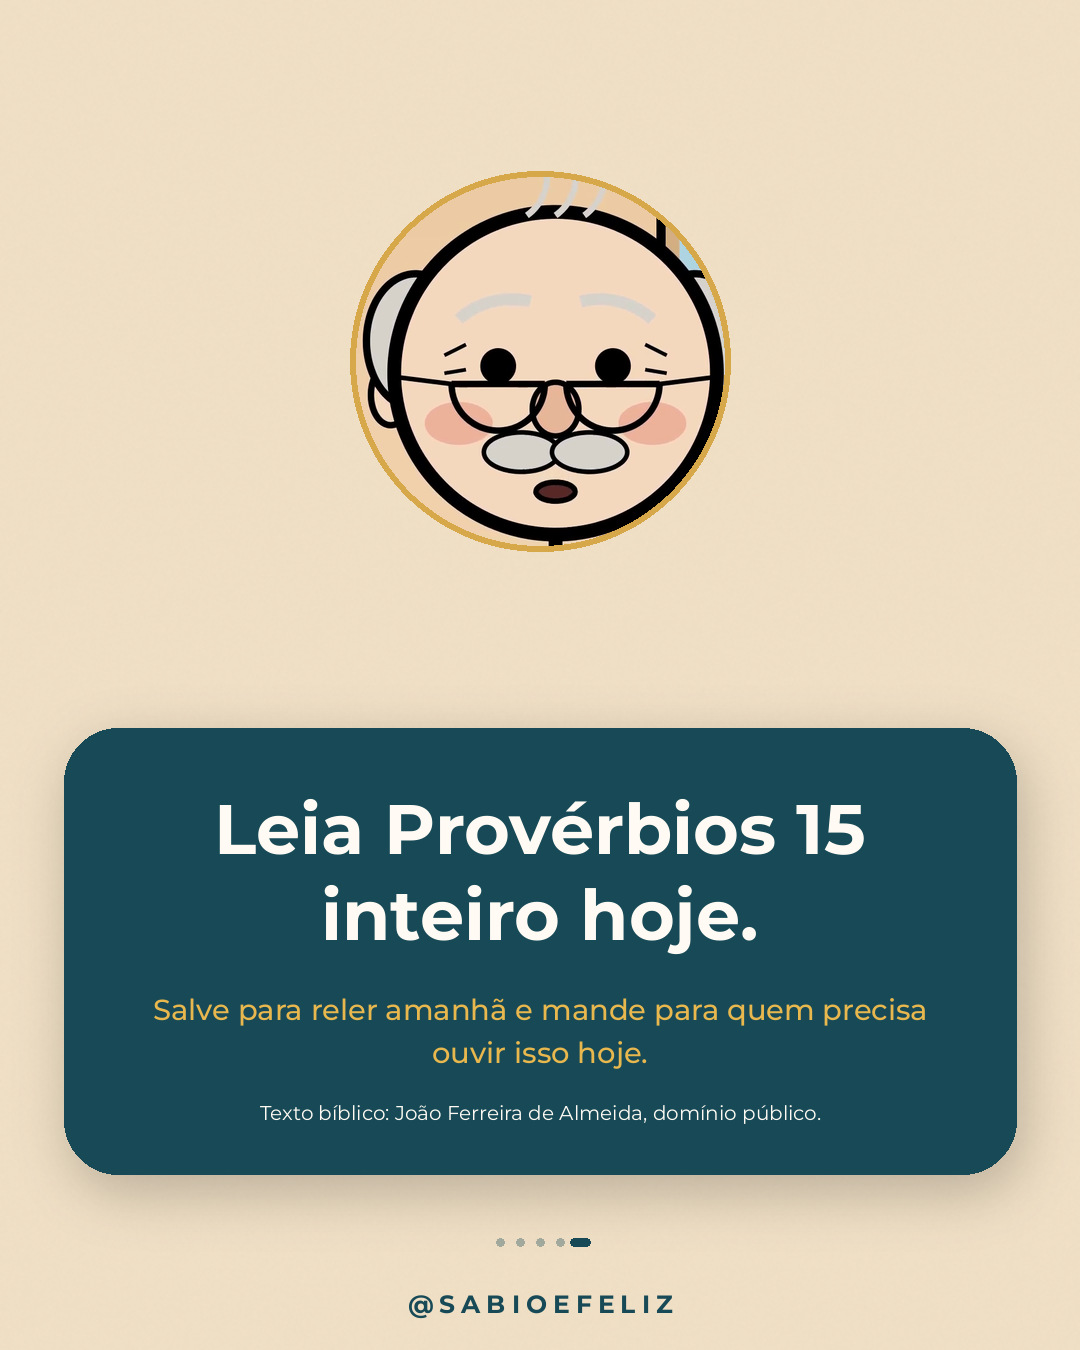 Leia Provérbios 15
inteiro hoje.
Salve para reler amanhã e mande para quem precisa
ouvir isso hoje.
Texto bíblico: João Ferreira de Almeida, domínio público.
@SABIOEFELIZ